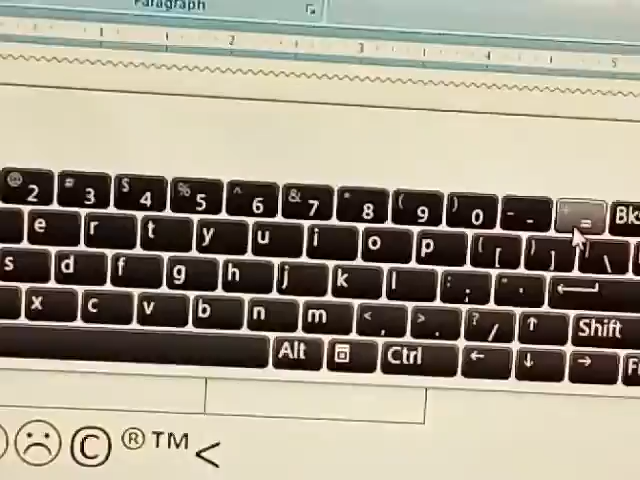 Paragraph
1 2 3 4 5
@ 2 # 3 $ 4 % 5 ^ 6 & 7 * 8 ( 9 ) 0 - - + = Bks
e r t y u i o p { [ } ] | \
s d f g h j k l : ; " '
x c v b n m < , > . ? / ↑ Shift
Alt Ctrl ← ↓ → F
☹ © ® ™ <